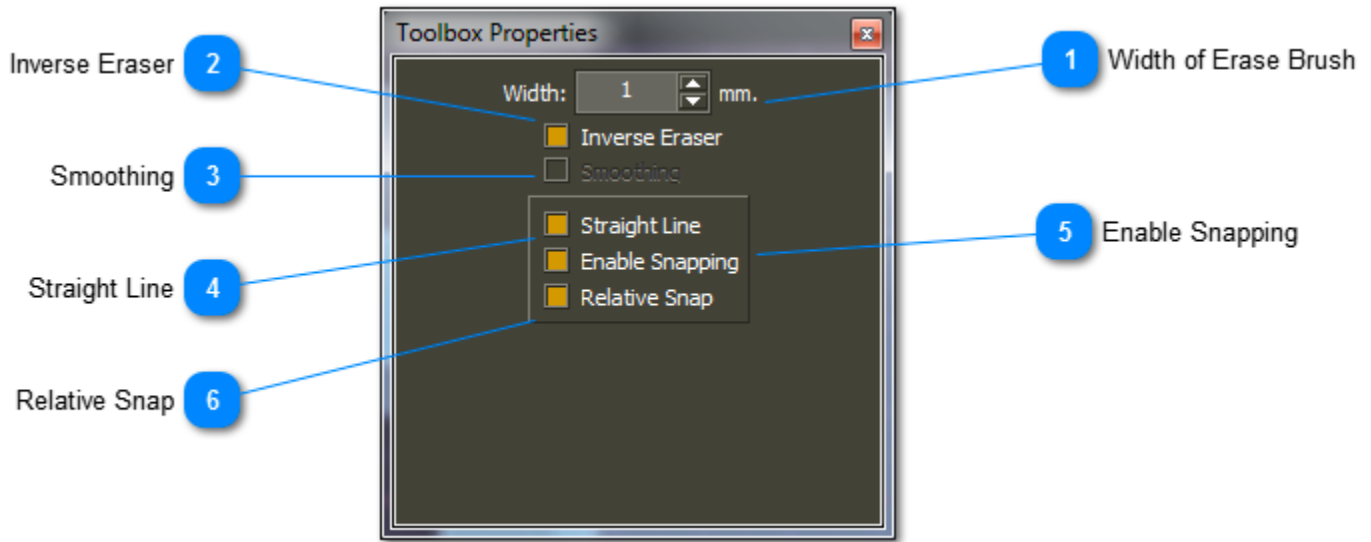 Toolbox Properties
Inverse Eraser 2
1 Width of Erase Brush
Width: 1 mm.
Inverse Eraser
Smoothing 3
Smoothing
Straight Line
5 Enable Snapping
Enable Snapping
Straight Line 4
Relative Snap
Relative Snap 6